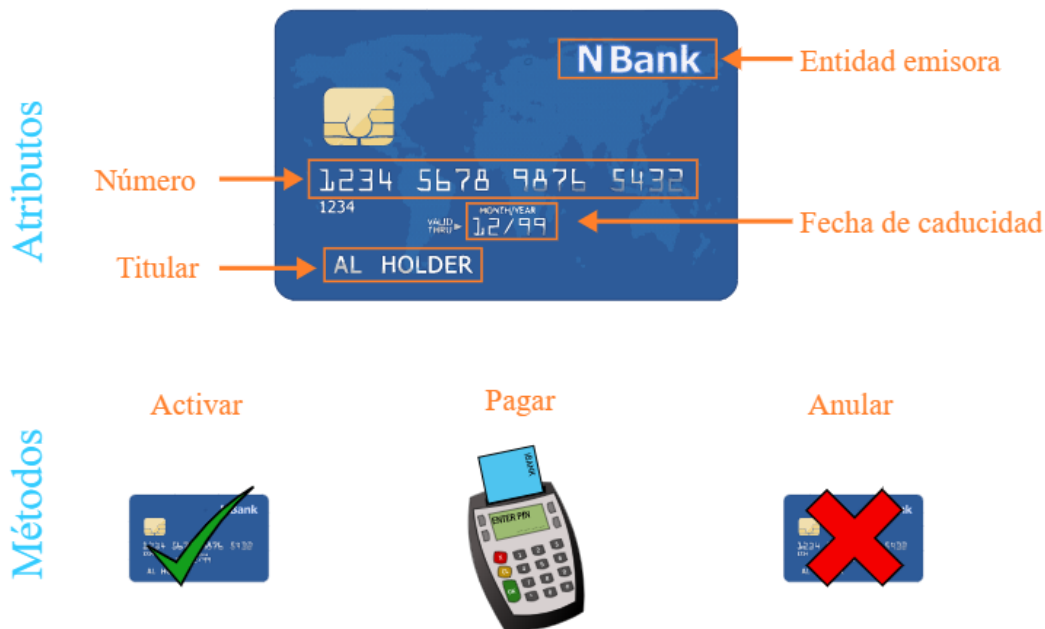 Atributos
N Bank
Entidad emisora
Número
1234 5678 9876 5432
1234
MONTH/YEAR
VALID
THRU
12/99
Fecha de caducidad
Titular
AL HOLDER
Métodos
Activar
Pagar
Anular
ENTER PIN